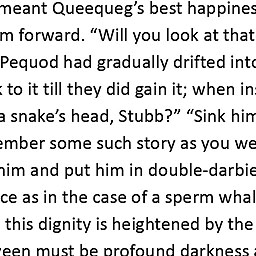 meant Queequeg’s best happines
m forward. “Will you look at that
Pequod had gradually drifted into
to it till they did gain it; when in
a snake’s head, Stubb?” “Sink him
ember some such story as you we
him and put him in double-darbie
ce as in the case of a sperm whal
this dignity is heightened by the
een must be profound darkness a